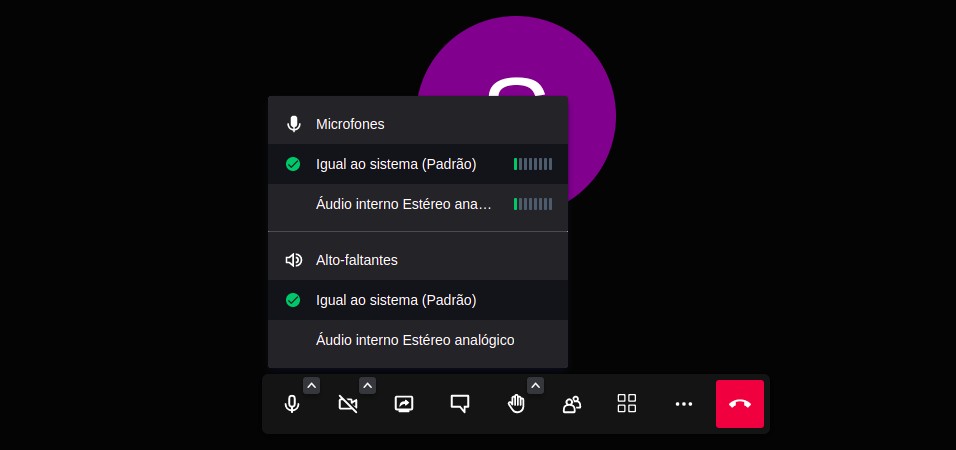 Microfones
Igual ao sistema (Padrão)
Áudio interno Estéreo ana…
Alto-faltantes
Igual ao sistema (Padrão)
Áudio interno Estéreo analógico